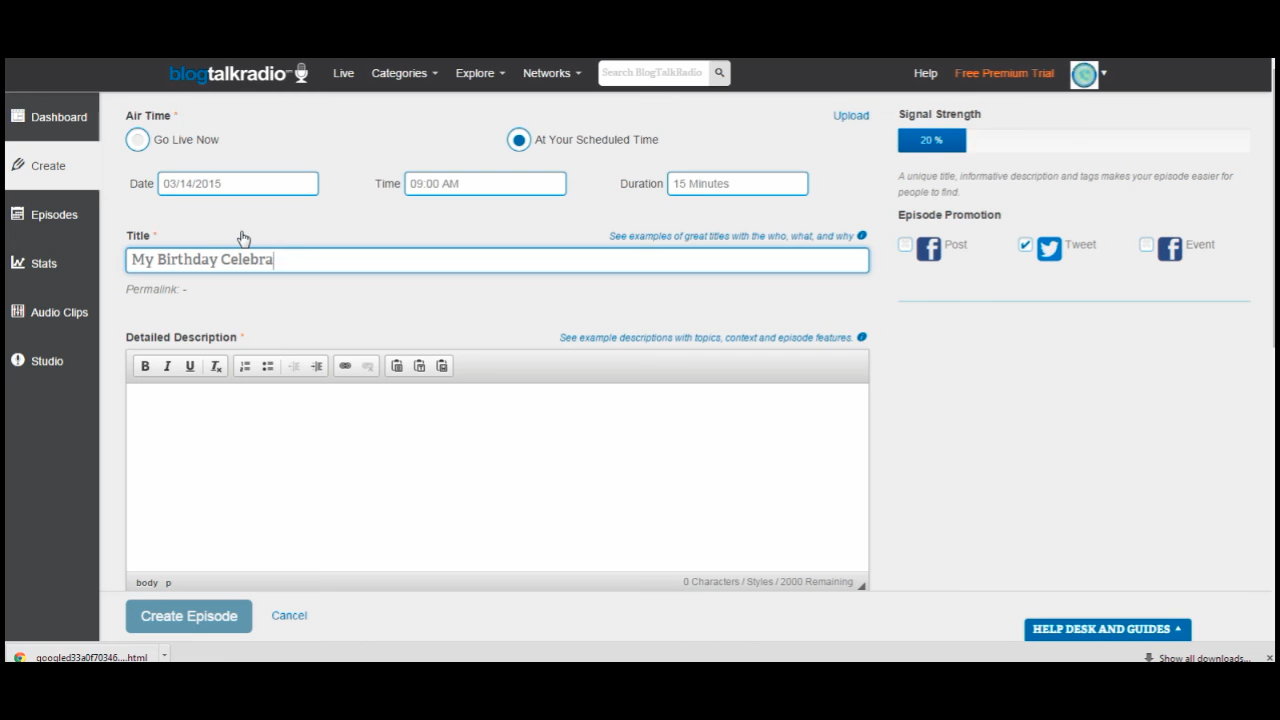 blogtalkradio Live Categories Explore Networks Search BlogTalkRadio Help Free Premium Trial
Dashboard
Create
Episodes
Stats
Audio Clips
Studio
Air Time * Upload
Go Live Now At Your Scheduled Time
Date 03/14/2015 Time 09:00 AM Duration 15 Minutes
Title * See examples of great titles with the who, what, and why
My Birthday Celebra
Permalink: -
Detailed Description * See example descriptions with topics, context and episode features.
B I U Tx
body p 0 Characters / Styles / 2000 Remaining
Create Episode Cancel
Signal Strength
20 %
A unique title, informative description and tags makes your episode easier for
people to find.
Episode Promotion
Post Tweet Event
HELP DESK AND GUIDES
googled33a0f70346....html Show all downloads...